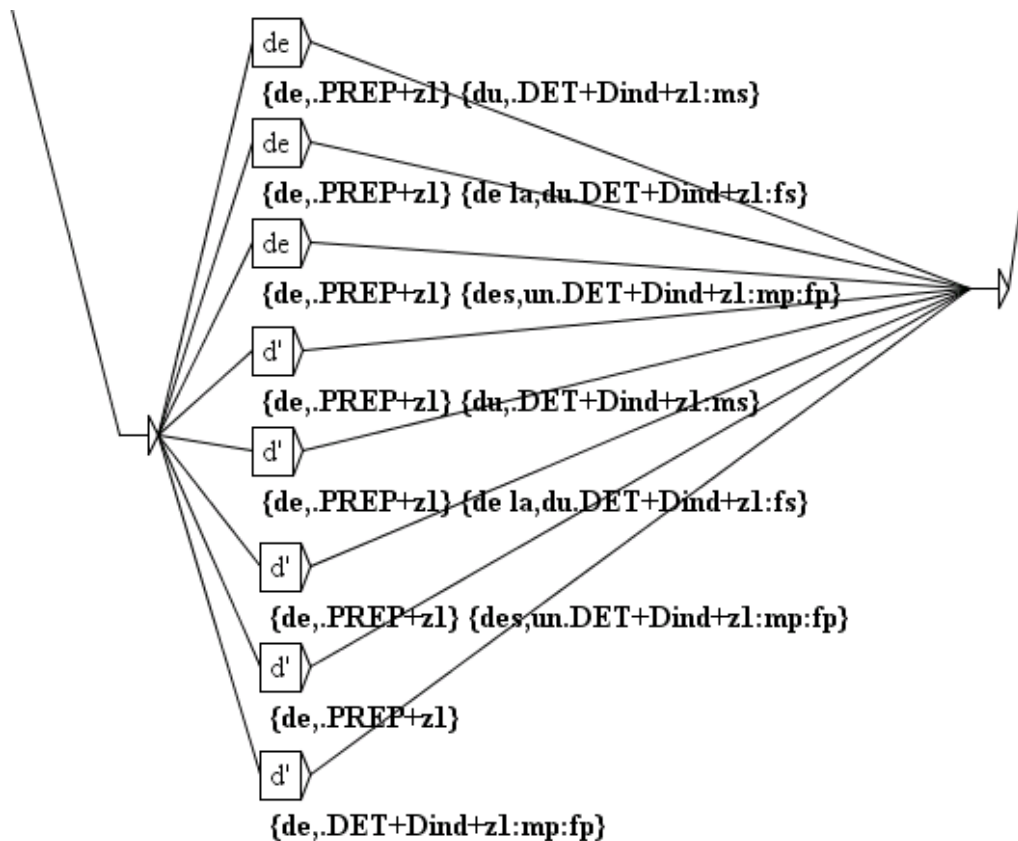 de
{de,.PREP+z1} {du,.DET+Dind+z1:ms}
de
{de,.PREP+z1} {de la,du.DET+Dind+z1:fs}
de
{de,.PREP+z1} {des,un.DET+Dind+z1:mp:fp}
d'
{de,.PREP+z1} {du,.DET+Dind+z1:ms}
d'
{de,.PREP+z1} {de la,du.DET+Dind+z1:fs}
d'
{de,.PREP+z1} {des,un.DET+Dind+z1:mp:fp}
d'
{de,.PREP+z1}
d'
{de,.DET+Dind+z1:mp:fp}